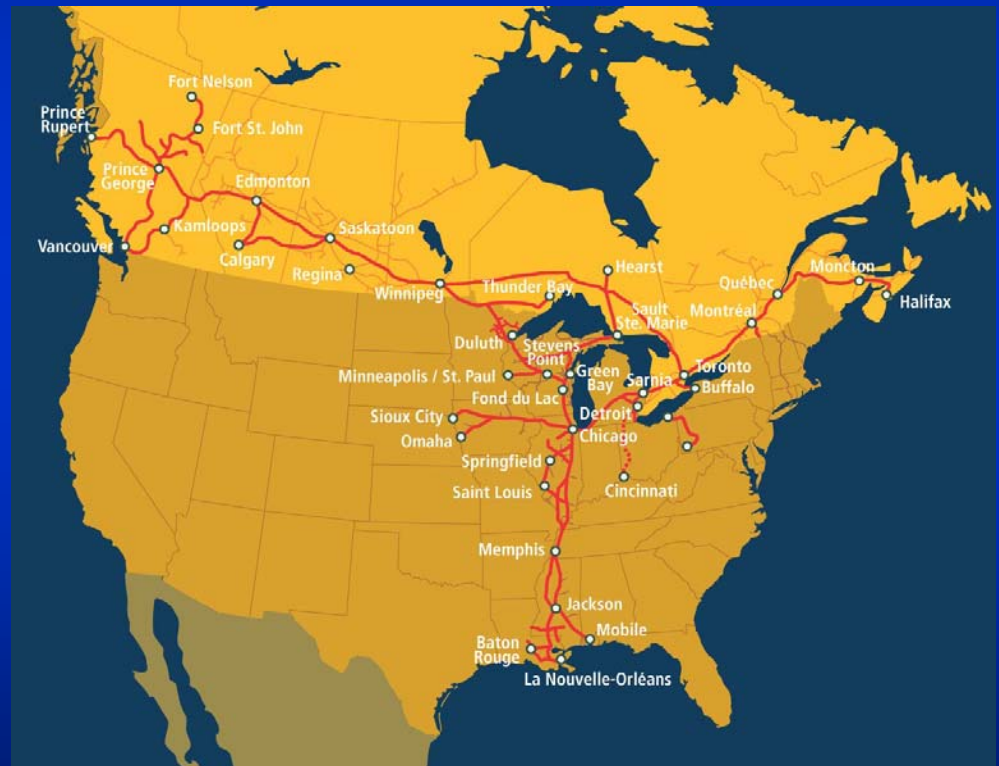 Fort Nelson
Prince
Rupert
Fort St. John
Prince
George
Edmonton
Kamloops
Saskatoon
Vancouver
Calgary
Regina
Winnipeg
Thunder Bay
Hearst
Sault
Ste. Marie
Québec
Moncton
Halifax
Montréal
Duluth
Stevens
Point
Minneapolis / St. Paul
Green
Bay
Sarnia
Toronto
Buffalo
Fond du Lac
Sioux City
Detroit
Omaha
Chicago
Springfield
Saint Louis
Cincinnati
Memphis
Jackson
Mobile
Baton
Rouge
La Nouvelle-Orléans